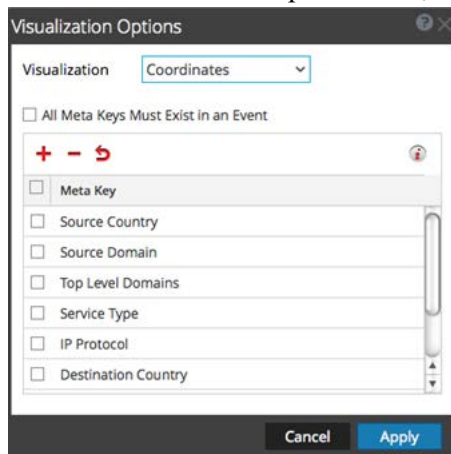 Visualization Options
Visualization Coordinates
All Meta Keys Must Exist in an Event
Meta Key
Source Country
Source Domain
Top Level Domains
Service Type
IP Protocol
Destination Country
Cancel Apply